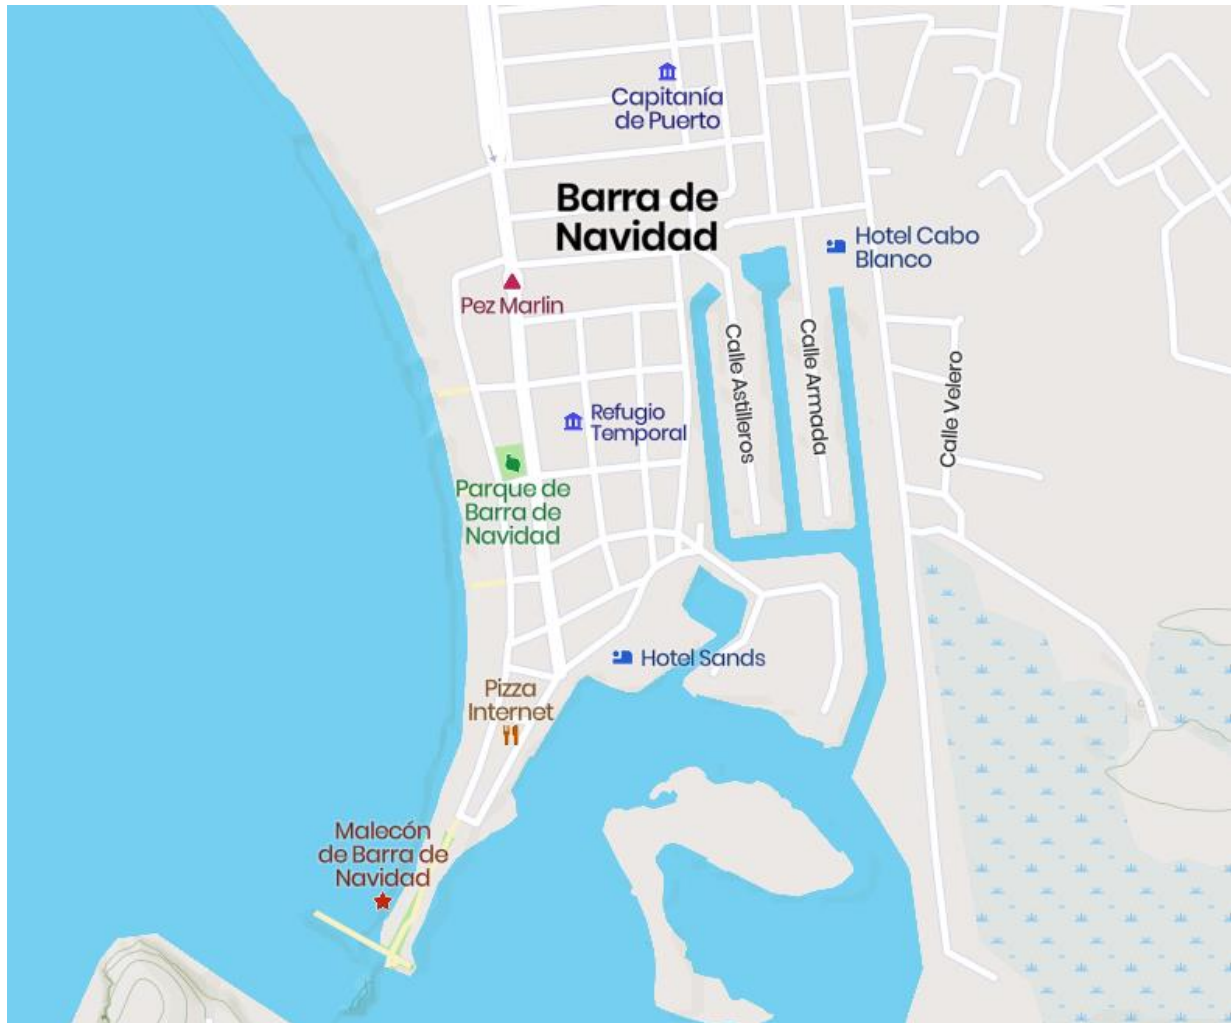 Capitanía
de Puerto
Barra de
Navidad
Hotel Cabo
Blanco
Pez Marlin
Calle Astilleros
Calle Armada
Calle Velero
Refugio
Temporal
Parque de
Barra de
Navidad
Hotel Sands
Pizza
Internet
Malecón
de Barra de
Navidad